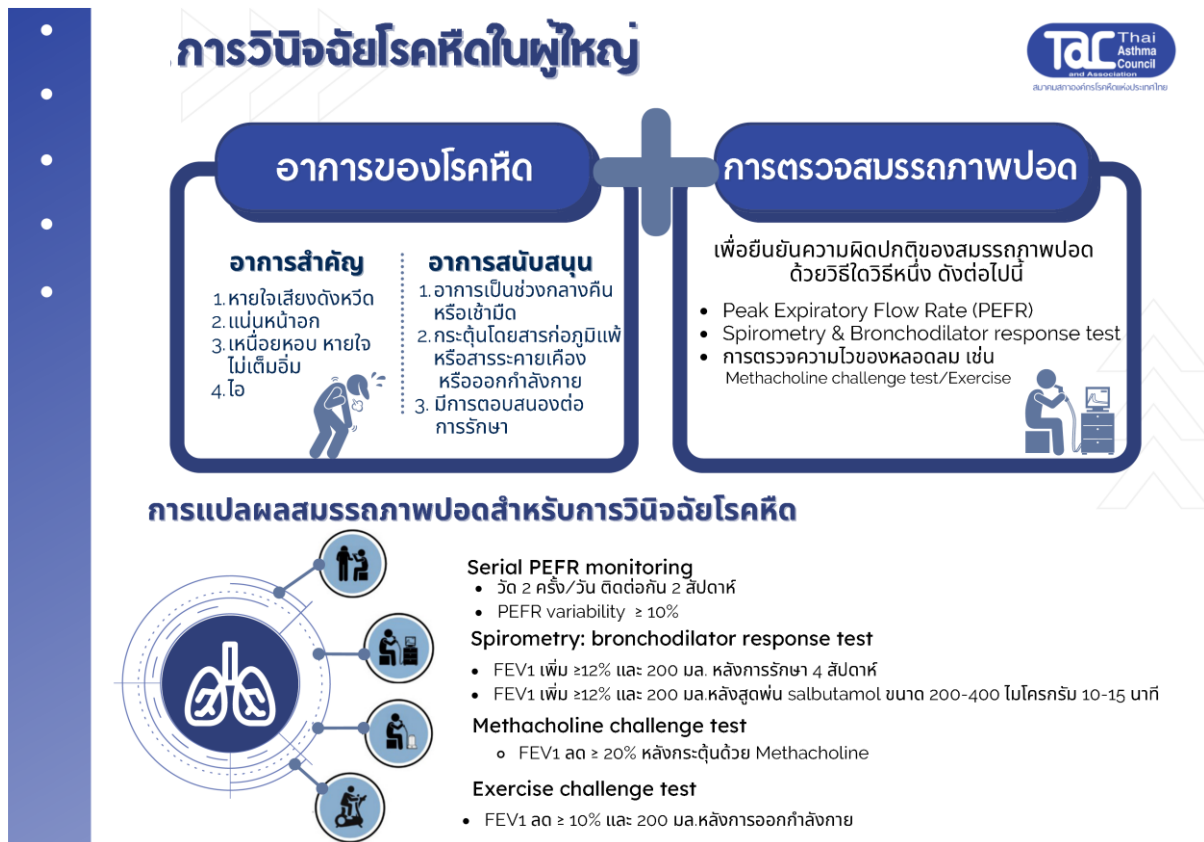 การวินิจฉัยโรคหืดในผู้ใหญ่
TAC Thai
Asthma
Council
and Association
สมาคมสภาองค์กรโรคหืดแห่งประเทศไทย
อาการของโรคหืด
อาการสำคัญ
1. หายใจเสียงดังหวีด
2. แน่นหน้าอก
3. เหนื่อยหอบ หายใจ
ไม่เต็มอิ่ม
4. ไอ
อาการสนับสนุน
1. อาการเป็นช่วงกลางคืน
หรือเช้ามืด
2. กระตุ้นโดยสารก่อภูมิแพ้
หรือสารระคายเคือง
หรือออกกำลังกาย
3. มีการตอบสนองต่อ
การรักษา
การตรวจสมรรถภาพปอด
เพื่อยืนยันความผิดปกติของสมรรถภาพปอด
ด้วยวิธีใดวิธีหนึ่ง ดังต่อไปนี้
• Peak Expiratory Flow Rate (PEFR)
• Spirometry & Bronchodilator response test
• การตรวจความไวของหลอดลม เช่น
Methacholine challenge test/Exercise
การแปลผลสมรรถภาพปอดสำหรับการวินิจฉัยโรคหืด
Serial PEFR monitoring
• วัด 2 ครั้ง/วัน ติดต่อกัน 2 สัปดาห์
• PEFR variability ≥ 10%
Spirometry: bronchodilator response test
• FEV1 เพิ่ม ≥12% และ 200 มล. หลังการรักษา 4 สัปดาห์
• FEV1 เพิ่ม ≥12% และ 200 มล.หลังสูดพ่น salbutamol ขนาด 200-400 ไมโครกรัม 10-15 นาที
Methacholine challenge test
o FEV1 ลด ≥ 20% หลังกระตุ้นด้วย Methacholine
Exercise challenge test
• FEV1 ลด ≥ 10% และ 200 มล.หลังการออกกำลังกาย